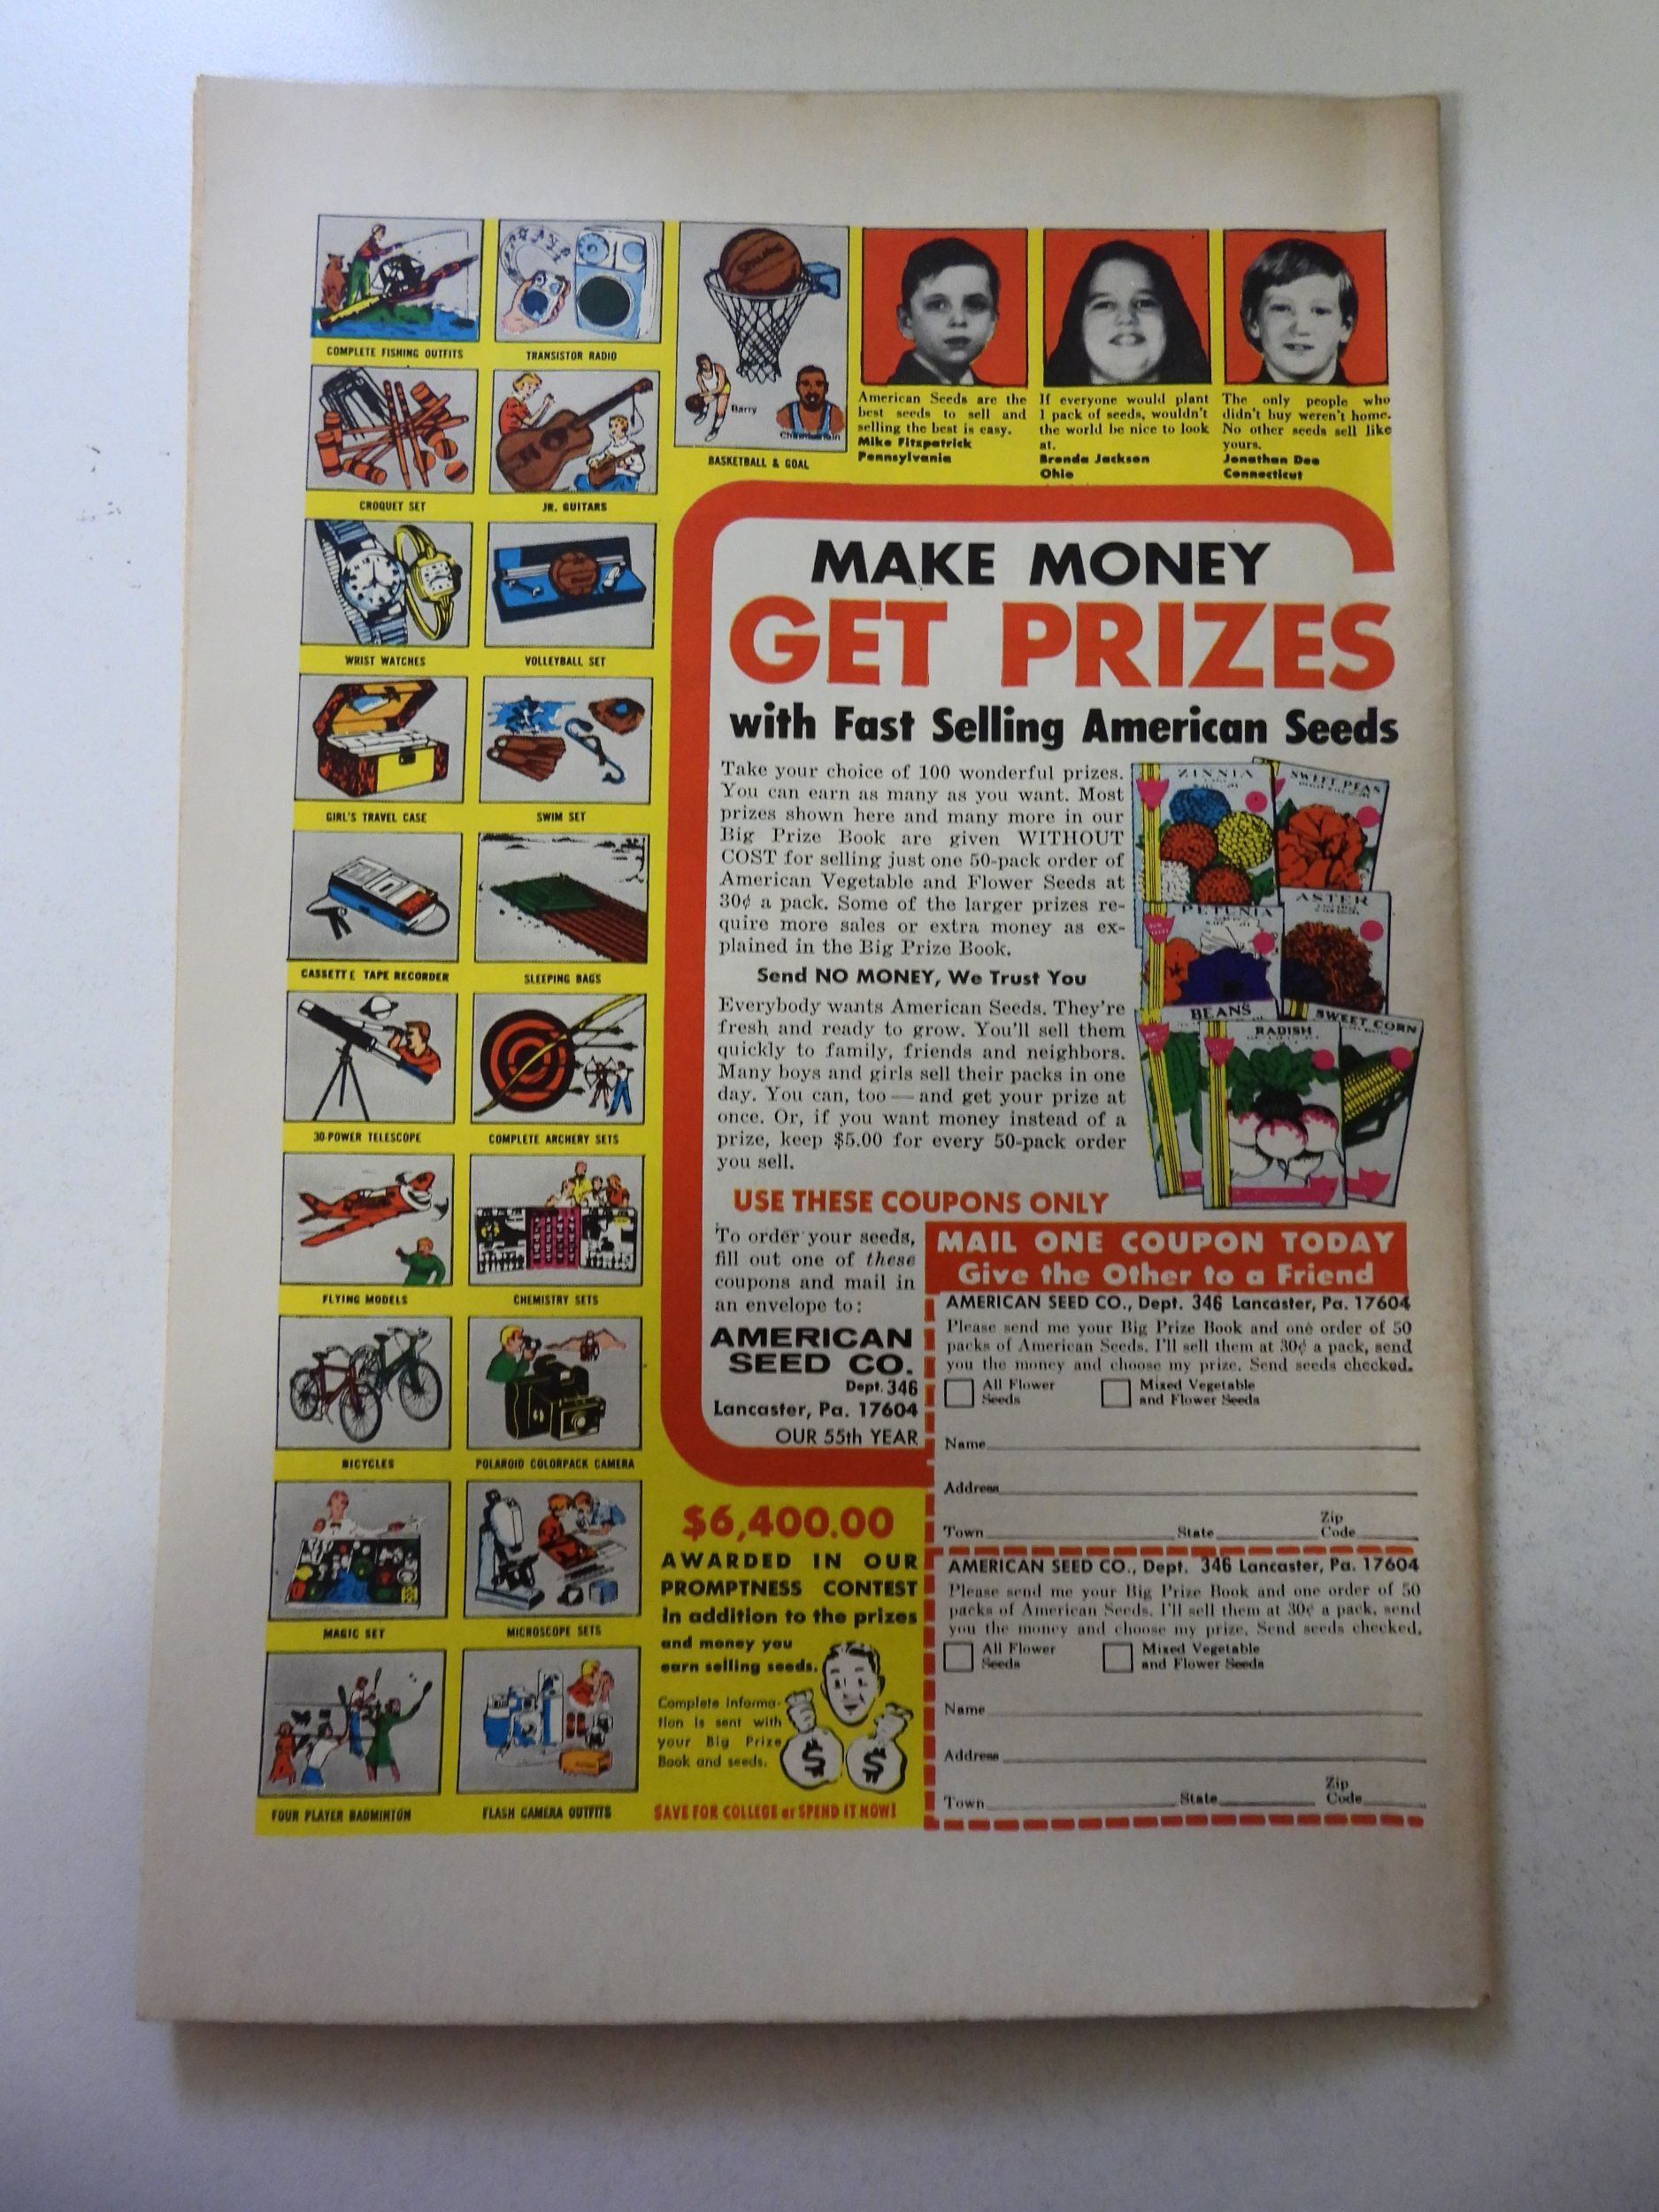 COMPLETE FISHING OUTFITS
TRANSISTOR RADIO
BASKETBALL & GOAL
Barry
Chamberlain
CROQUET SET
JR. GUITARS
WRIST WATCHES
VOLLEYBALL SET
GIRL'S TRAVEL CASE
SWIM SET
CASSETTE TAPE RECORDER
SLEEPING BAGS
30-POWER TELESCOPE
COMPLETE ARCHERY SETS
FLYING MODELS
CHEMISTRY SETS
BICYCLES
POLAROID COLORPACK CAMERA
MAGIC SET
MICROSCOPE SETS
FOUR PLAYER BADMINTON
FLASH CAMERA OUTFITS
American Seeds are the
best seeds to sell and
selling the best is easy.
Mike Fitzpatrick
Pennsylvania
If everyone would plant
1 pack of seeds, wouldn't
the world be nice to look
at.
Brenda Jackson
Ohio
The only people who
didn't buy weren't home.
No other seeds sell like
yours.
Jonathan Dee
Connecticut
MAKE MONEY
GET PRIZES
with Fast Selling American Seeds
Take your choice of 100 wonderful prizes.
You can earn as many as you want. Most
prizes shown here and many more in our
Big Prize Book are given WITHOUT
COST for selling just one 50-pack order of
American Vegetable and Flower Seeds at
30¢ a pack. Some of the larger prizes re-
quire more sales or extra money as ex-
plained in the Big Prize Book.
Send NO MONEY, We Trust You
Everybody wants American Seeds. They're
fresh and ready to grow. You'll sell them
quickly to family, friends and neighbors.
Many boys and girls sell their packs in one
day. You can, too — and get your prize at
once. Or, if you want money instead of a
prize, keep $5.00 for every 50-pack order
you sell.
ZINNIA
SWEET PEAS
PETUNIA
ASTER
BEANS
RADISH
SWEET CORN
USE THESE COUPONS ONLY
To order your seeds,
fill out one of these
coupons and mail in
an envelope to:
AMERICAN
SEED CO.
Dept. 346
Lancaster, Pa. 17604
OUR 55th YEAR
$6,400.00
AWARDED IN OUR
PROMPTNESS CONTEST
in addition to the prizes
and money you
earn selling seeds.
Complete informa-
tion is sent with
your Big Prize
Book and seeds.
$ $
SAVE FOR COLLEGE or SPEND IT NOW!
MAIL ONE COUPON TODAY
Give the Other to a Friend
AMERICAN SEED CO., Dept. 346 Lancaster, Pa. 17604
Please send me your Big Prize Book and one order of 50
packs of American Seeds. I'll sell them at 30¢ a pack, send
you the money and choose my prize. Send seeds checked.
All Flower
Seeds
Mixed Vegetable
and Flower Seeds
Name
Address
Town State Zip Code
AMERICAN SEED CO., Dept. 346 Lancaster, Pa. 17604
Please send me your Big Prize Book and one order of 50
packs of American Seeds. I'll sell them at 30¢ a pack, send
you the money and choose my prize. Send seeds checked.
All Flower
Seeds
Mixed Vegetable
and Flower Seeds
Name
Address
Town State Zip Code